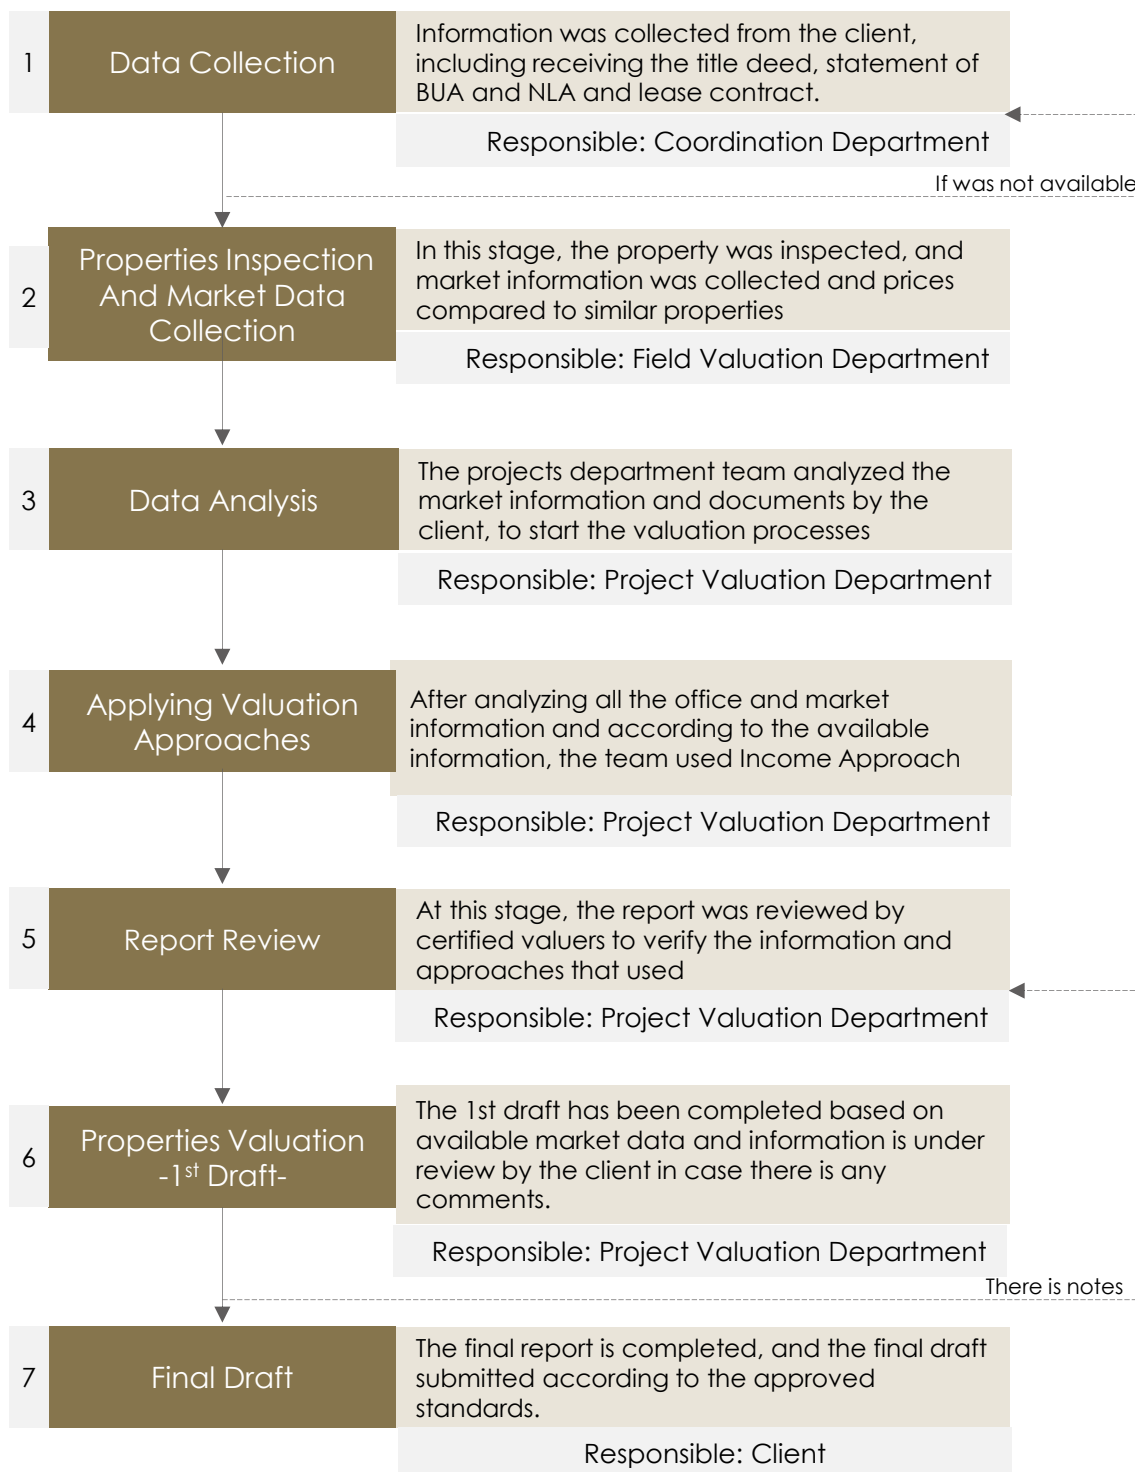 1
Data Collection
Information was collected from the client,
including receiving the title deed, statement of
BUA and NLA and lease contract.
Responsible: Coordination Department
If was not available
2
Properties Inspection
And Market Data
Collection
In this stage, the property was inspected, and
market information was collected and prices
compared to similar properties
Responsible: Field Valuation Department
3
Data Analysis
The projects department team analyzed the
market information and documents by the
client, to start the valuation processes
Responsible: Project Valuation Department
4
Applying Valuation
Approaches
After analyzing all the office and market
information and according to the available
information, the team used Income Approach
Responsible: Project Valuation Department
5
Report Review
At this stage, the report was reviewed by
certified valuers to verify the information and
approaches that used
Responsible: Project Valuation Department
6
Properties Valuation
-1st Draft-
The 1st draft has been completed based on
available market data and information is under
review by the client in case there is any
comments.
Responsible: Project Valuation Department
There is notes
7
Final Draft
The final report is completed, and the final draft
submitted according to the approved
standards.
Responsible: Client